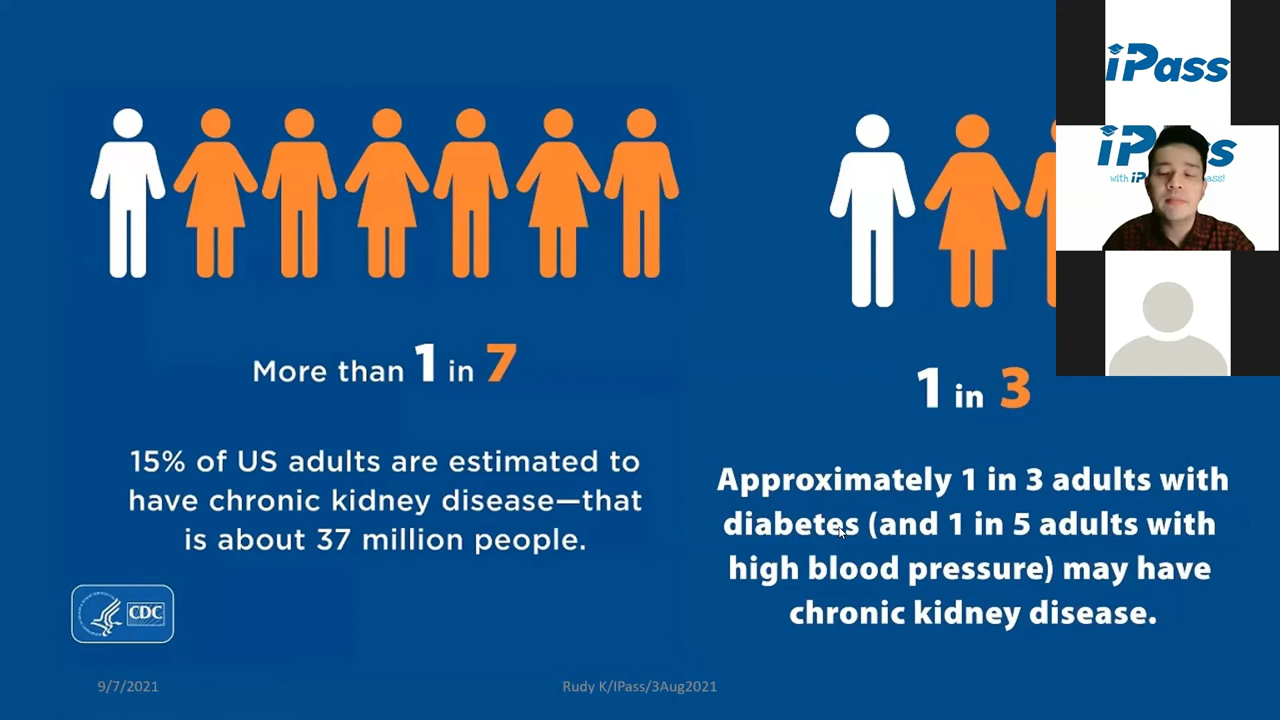 More than 1 in 7
15% of US adults are estimated to
have chronic kidney disease—that
is about 37 million people.
CDC
1 in 3
Approximately 1 in 3 adults with
diabetes (and 1 in 5 adults with
high blood pressure) may have
chronic kidney disease.
9/7/2021
Rudy K/IPass/3Aug2021
iPass